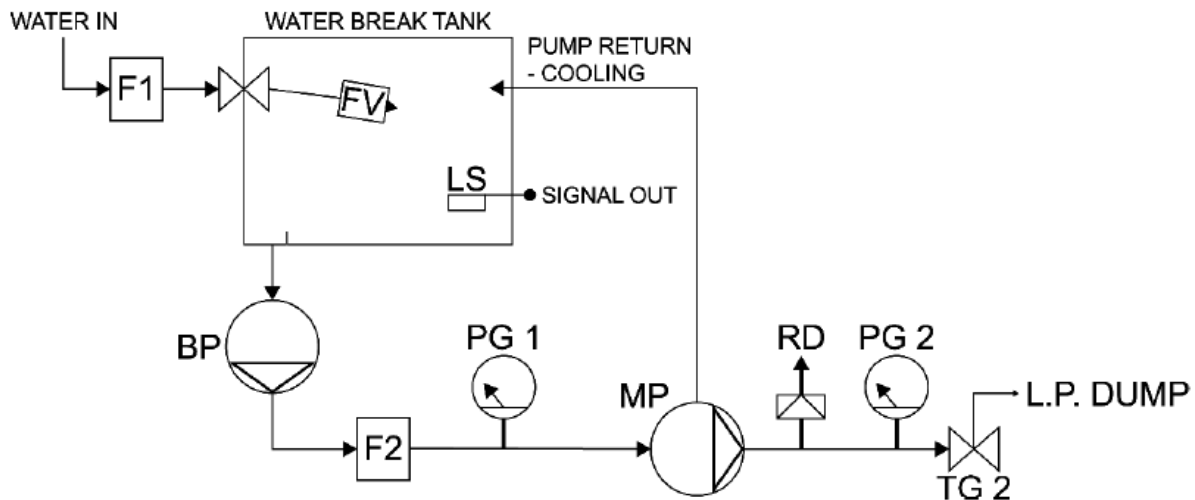 WATER IN
WATER BREAK TANK
PUMP RETURN
- COOLING
F1
FV
LS
SIGNAL OUT
BP
PG 1
RD
PG 2
MP
L.P. DUMP
F2
TG 2